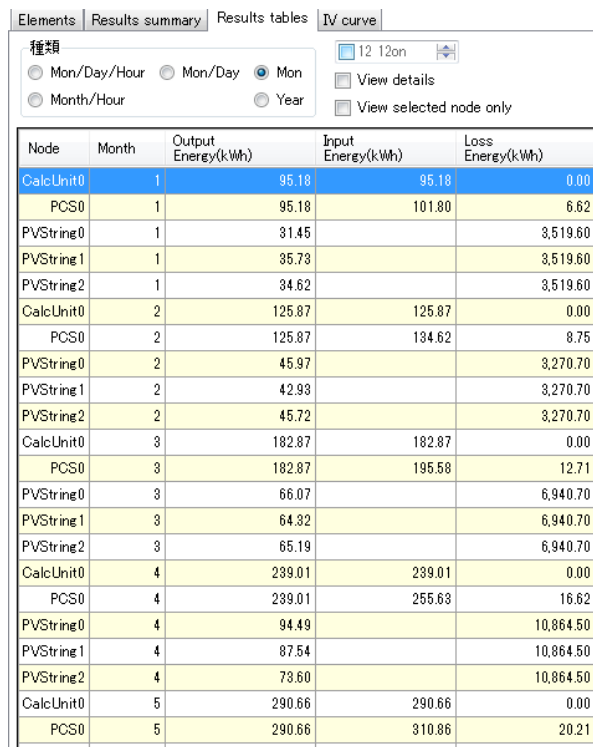 Elements Results summary Results tables IV curve
種類
Mon/Day/Hour Mon/Day Mon
Month/Hour Year
12 12on
View details
View selected node only
Node Month Output Energy(kWh) Input Energy(kWh) Loss Energy(kWh)
CalcUnit0 1 95.18 95.18 0.00
PCS0 1 95.18 101.80 6.62
PVString0 1 31.45 3,519.60
PVString1 1 35.73 3,519.60
PVString2 1 34.62 3,519.60
CalcUnit0 2 125.87 125.87 0.00
PCS0 2 125.87 134.62 8.75
PVString0 2 45.97 3,270.70
PVString1 2 42.93 3,270.70
PVString2 2 45.72 3,270.70
CalcUnit0 3 182.87 182.87 0.00
PCS0 3 182.87 195.58 12.71
PVString0 3 66.07 6,940.70
PVString1 3 64.32 6,940.70
PVString2 3 65.19 6,940.70
CalcUnit0 4 239.01 239.01 0.00
PCS0 4 239.01 255.63 16.62
PVString0 4 94.49 10,864.50
PVString1 4 87.54 10,864.50
PVString2 4 73.60 10,864.50
CalcUnit0 5 290.66 290.66 0.00
PCS0 5 290.66 310.86 20.21